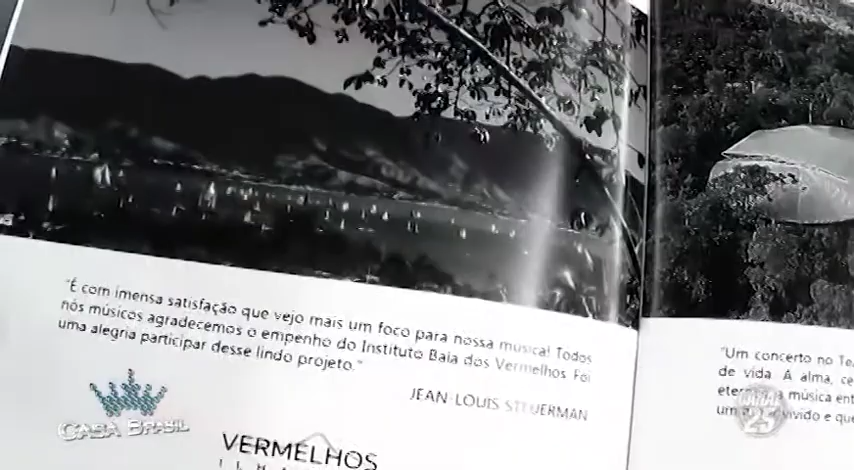 "É com imensa satisfação que vejo mais um foco para nossa música! Todos
nós músicos agradecemos o empenho do Instituto Baía dos Vermelhos. Foi
uma alegria participar desse lindo projeto."
JEAN-LOUIS STEUERMAN
VERMELHOS
CASA BRASIL
"Um concerto no
de vida. A alma,
a música
25